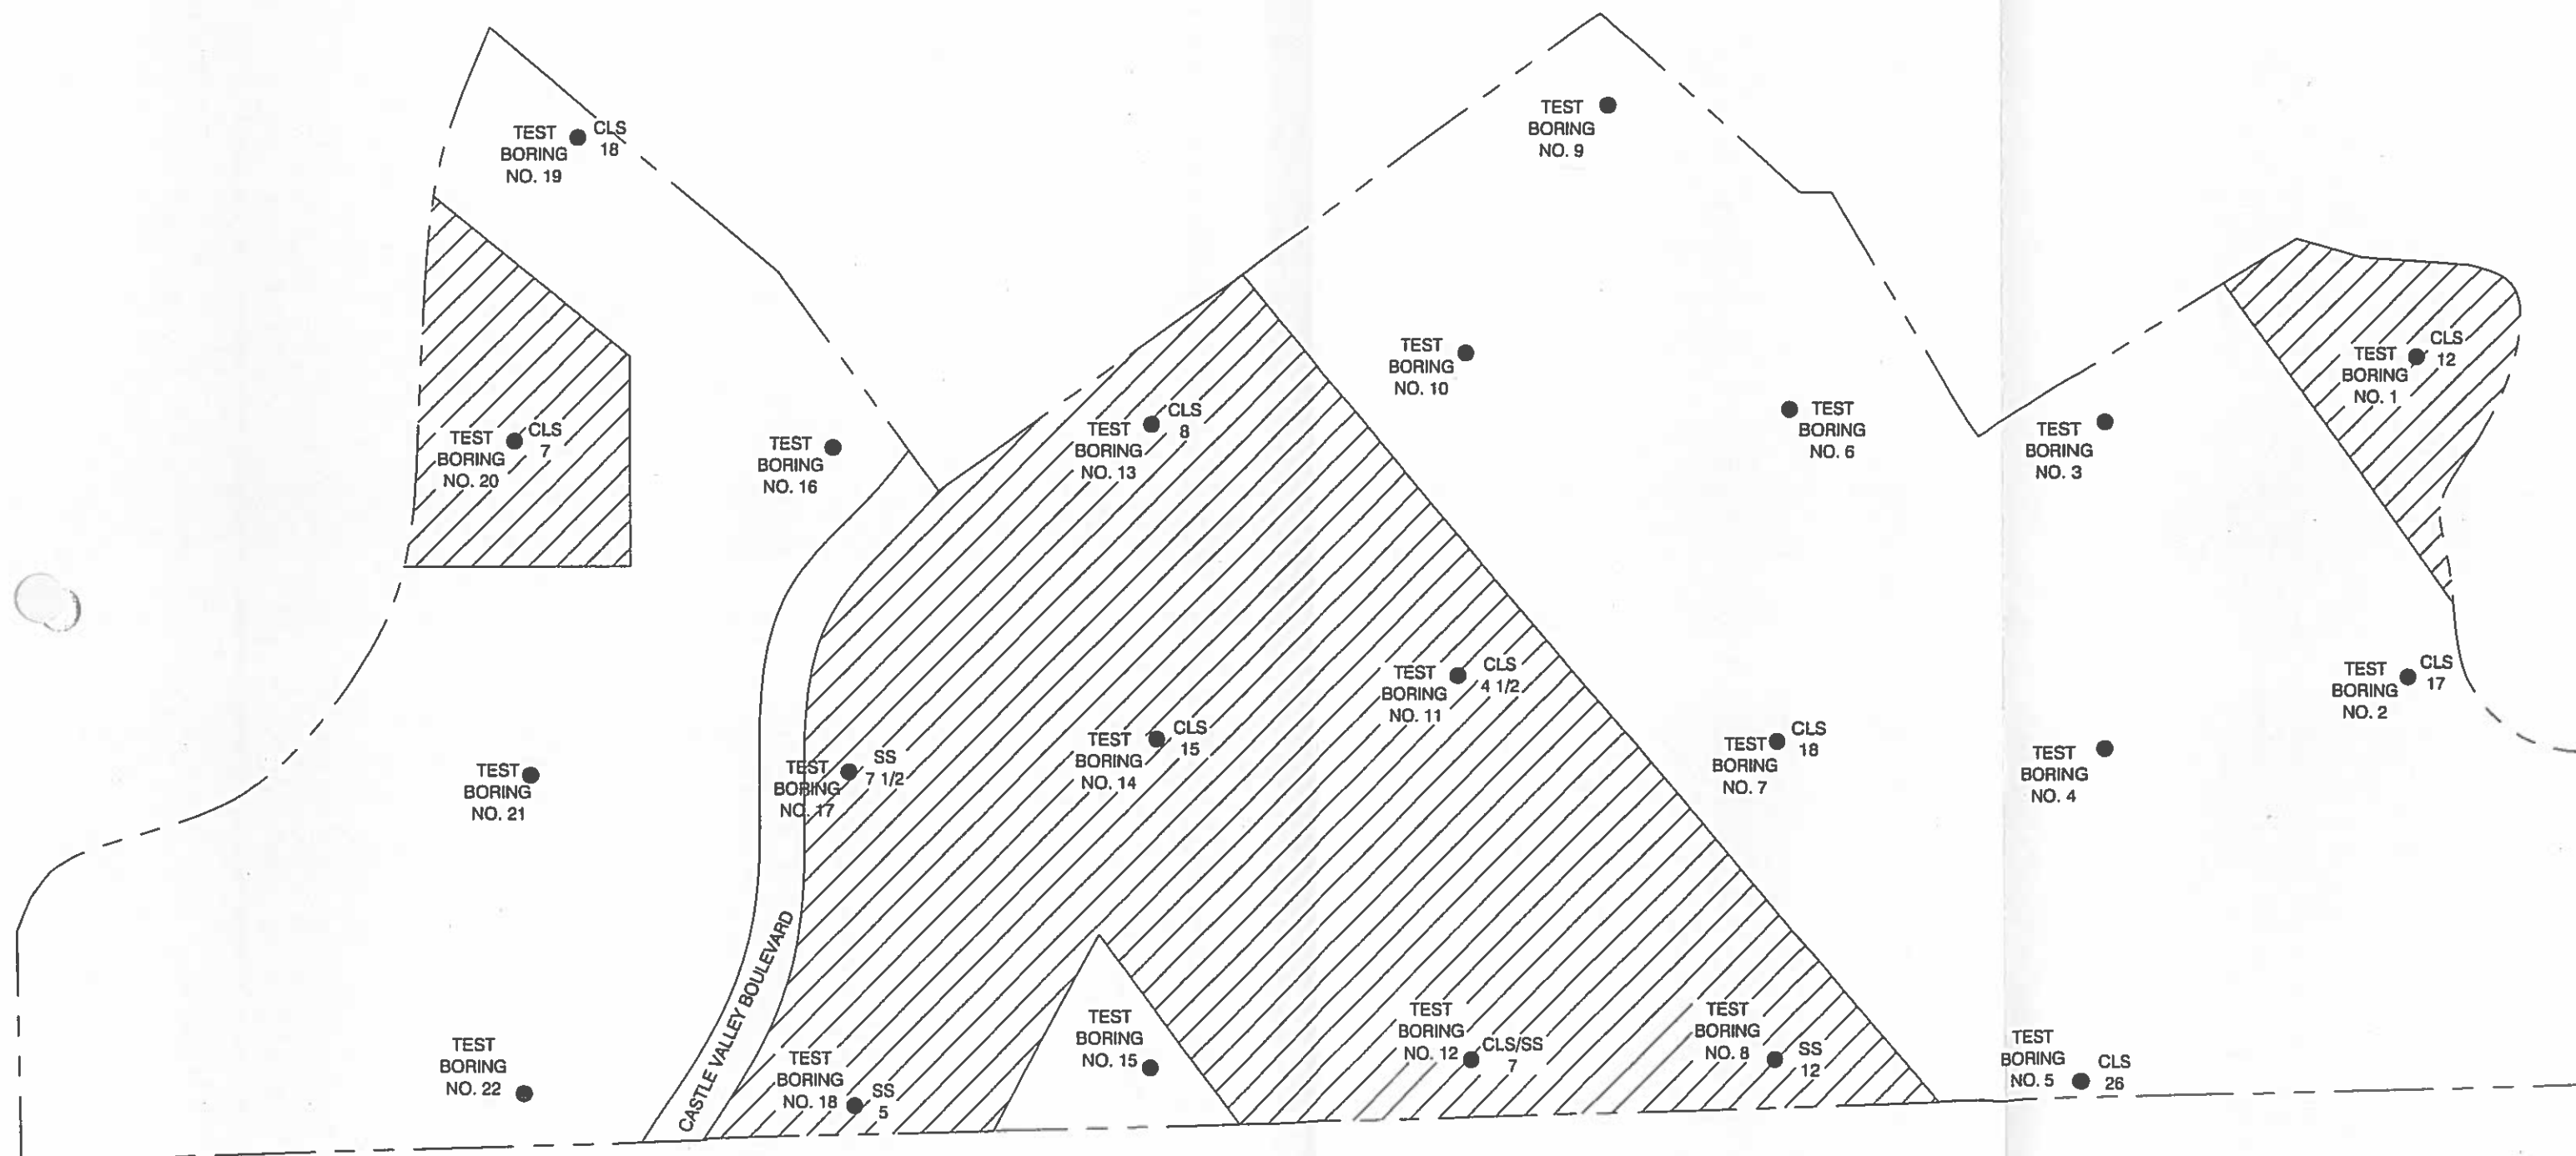 TEST
BORING
NO. 19
CLS
18
TEST
BORING
NO. 9
TEST
BORING
NO. 10
TEST
BORING
NO. 6
TEST
BORING
NO. 3
TEST
BORING
NO. 1
CLS
12
TEST
BORING
NO. 20
CLS
7
TEST
BORING
NO. 16
TEST
BORING
NO. 13
CLS
8
TEST
BORING
NO. 11
CLS
4 1/2
TEST
BORING
NO. 2
CLS
17
TEST
BORING
NO. 21
TEST
BORING
NO. 17
SS
7 1/2
TEST
BORING
NO. 14
CLS
15
TEST
BORING
NO. 7
CLS
18
TEST
BORING
NO. 4
CASTLE VALLEY BOULEVARD
TEST
BORING
NO. 22
TEST
BORING
NO. 18
SS
5
TEST
BORING
NO. 15
TEST
BORING
NO. 12
CLS/SS
7
TEST
BORING
NO. 8
SS
12
TEST
BORING
NO. 5
CLS
26